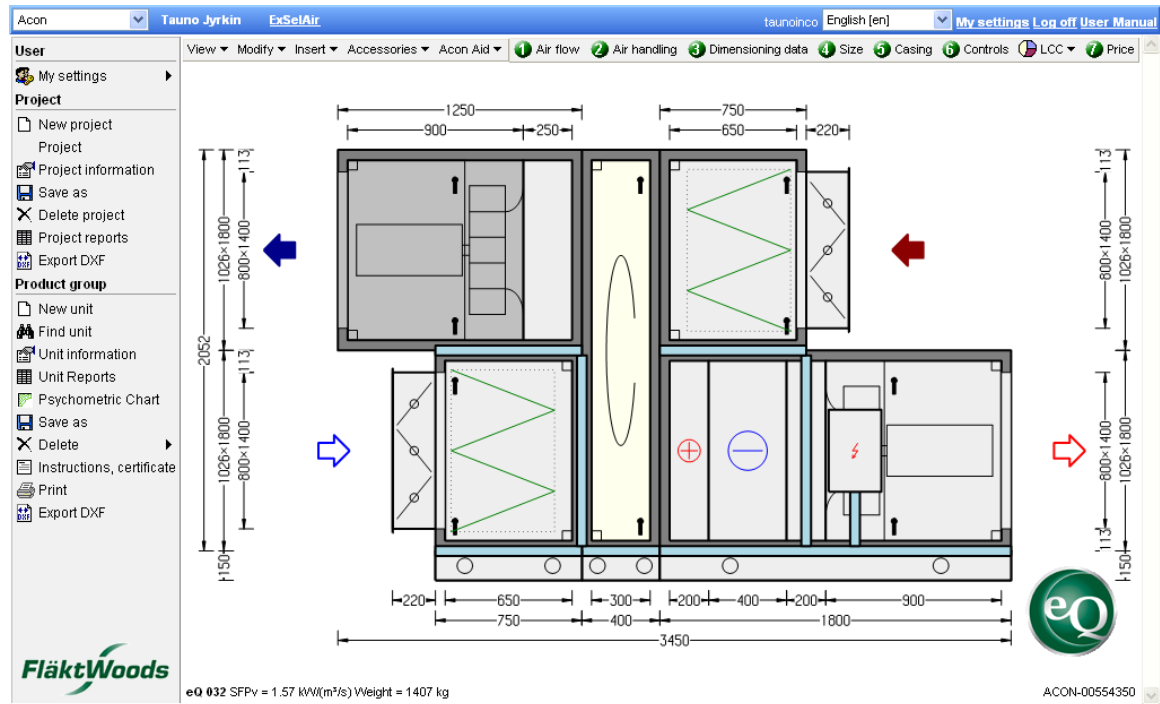 Acon Tauno Jyrkin ExSelAir taunoinco English [en] My settings Log off User Manual
User
My settings
Project
New project
Project
Project information
Save as
Delete project
Project reports
Export DXF
Product group
New unit
Find unit
Unit information
Unit Reports
Psychometric Chart
Save as
Delete
Instructions, certificate
Print
Export DXF
FläktWoods
View Modify Insert Accessories Acon Aid 1 Air flow 2 Air handling 3 Dimensioning data 4 Size 5 Casing 6 Controls LCC 7 Price
1250 750
900 250 650 220
113 113
800×1400 800×1400
1026×1800 1026×1800
2052
113
800×1400 800×1400
1026×1800 1026×1800
113
150 150
220 650 300 200 400 200 900
750 400 1800
3450
eQ
eQ 032 SFPv = 1.57 kW/(m³/s) Weight = 1407 kg ACON-00554350